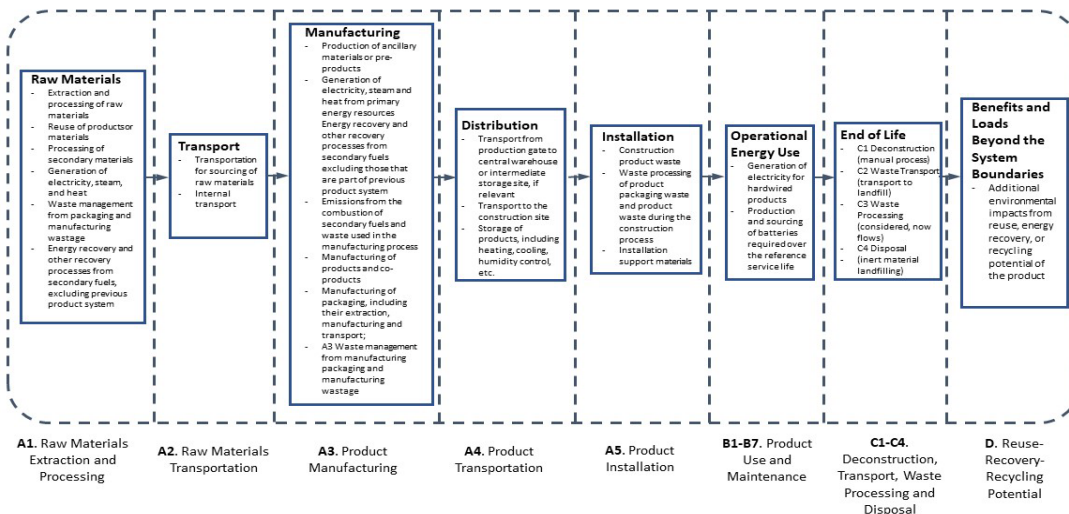 Raw Materials
- Extraction and
processing of raw
materials
- Reuse of productsor
materials
- Processing of
secondary materials
- Generation of
electricity, steam,
and heat
- Waste management
from packaging and
manufacturing
wastage
- Energy recovery and
other recovery
processes from
secondary fuels,
excluding previous
product system
Transport
- Transportation
for sourcing of
raw materials
- Internal
transport
Manufacturing
- Production of ancillary
materials or pre-
products
- Generation of
electricity, steam and
heat from primary
energy resources
Energy recovery and
other recovery
processes from
secondary fuels
excluding those that
are part of previous
product system
- Emissions from the
combustion of
secondary fuels and
waste used in the
manufacturing process
- Manufacturing of
products and co-
products
- Manufacturing of
packaging, including
their extraction,
manufacturing and
transport;
- A3 Waste management
from manufacturing
packaging and
manufacturing
wastage
Distribution
- Transport from
production gate to
central warehouse
or intermediate
storage site, if
relevant
- Transport to the
construction site
- Storage of
products, including
heating, cooling,
humidity control,
etc.
Installation
- Construction
product waste
- Waste processing of
product packaging
waste and product
waste during the
construction
process
- Installation
support materials
Operational
Energy Use
- Generation of
electricity for
hardwired
products
- Production
and sourcing of
batteries
required over
the reference
service life
End of Life
- C1 Deconstruction
(manual process)
- C2 Waste Transport
(transport to
landfill)
- C3 Waste
Processing
(considered, now
flows)
- C4 Disposal
- (inert material
landfilling)
Benefits and
Loads
Beyond the
System
Boundaries
- Additional
environmental
impacts from
reuse, energy
recovery, or
recycling
potential of
the product
A1. Raw Materials
Extraction and
Processing
A2. Raw Materials
Transportation
A3. Product
Manufacturing
A4. Product
Transportation
A5. Product
Installation
B1-B7. Product
Use and
Maintenance
C1-C4.
Deconstruction,
Transport, Waste
Processing and
Disposal
D. Reuse-
Recovery-
Recycling
Potential